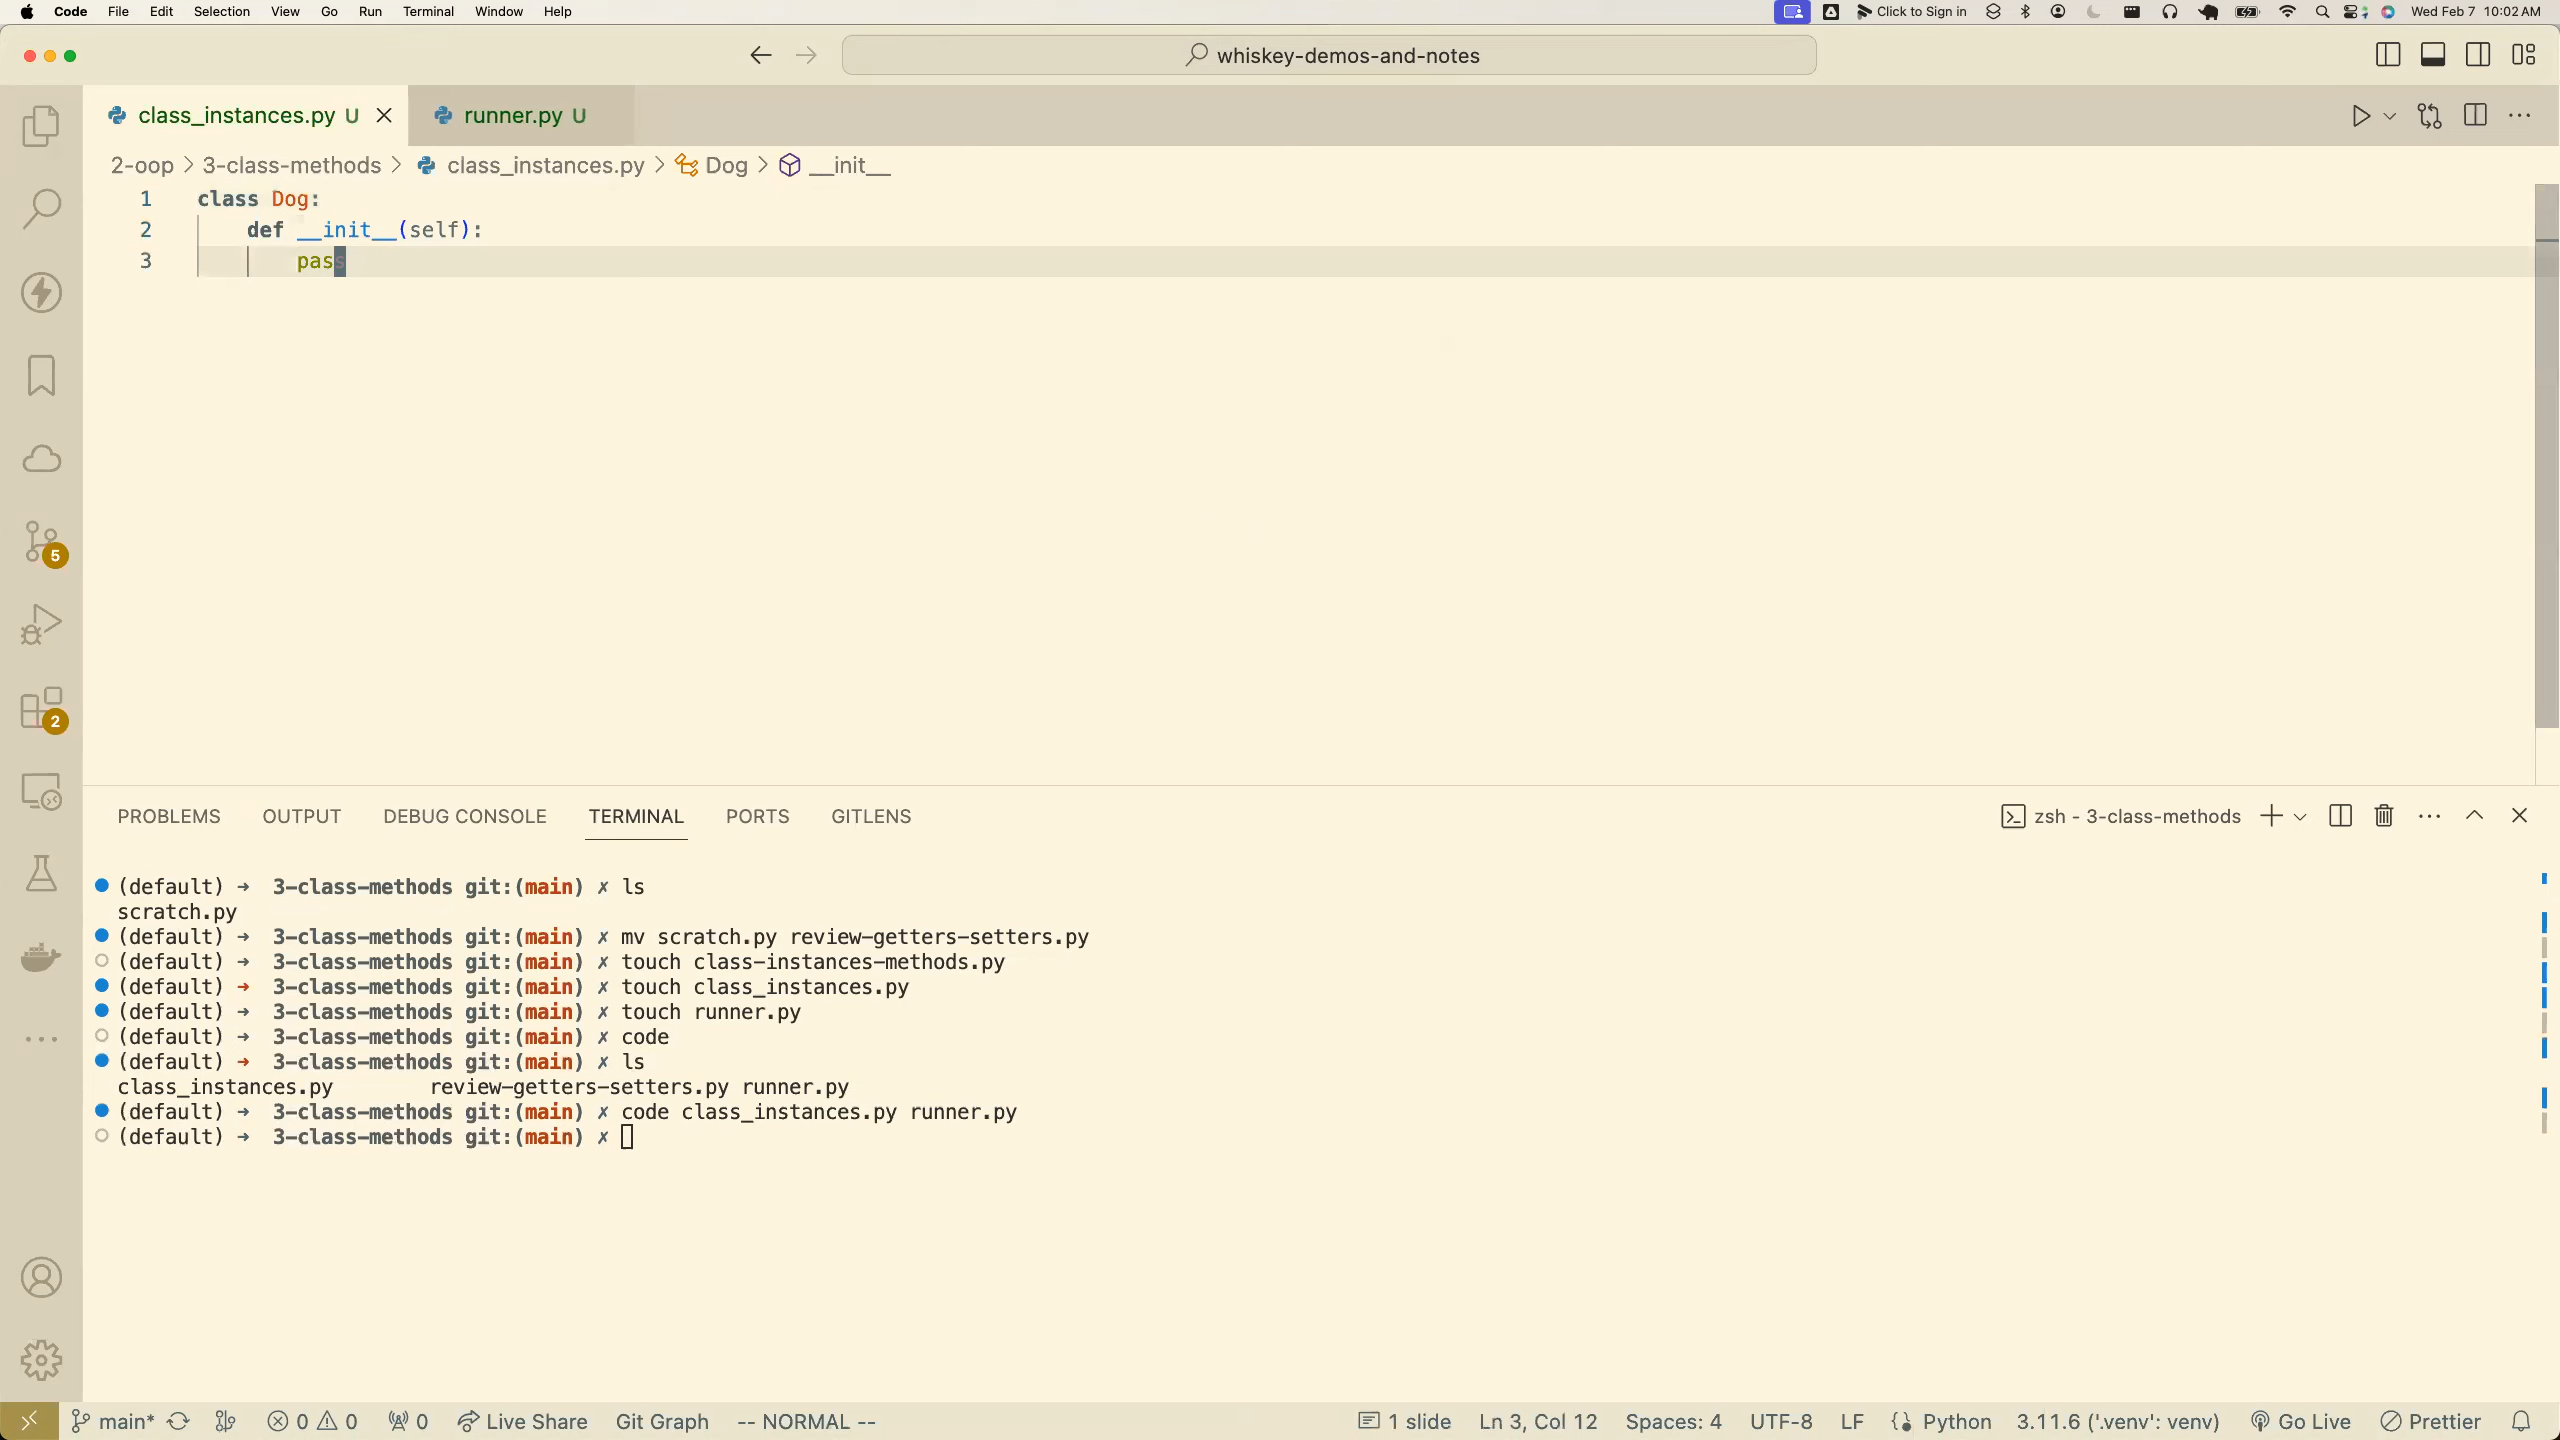 Code File Edit Selection View Go Run Terminal Window Help Click to Sign in Wed Feb 7 10:02 AM
whiskey-demos-and-notes
class_instances.py U runner.py U
2-oop > 3-class-methods > class_instances.py > Dog > __init__
1 class Dog:
2 def __init__(self):
3 pass
5
2
PROBLEMS OUTPUT DEBUG CONSOLE TERMINAL PORTS GITLENS zsh - 3-class-methods
(default) ➜ 3-class-methods git:(main) ✗ ls
scratch.py
(default) ➜ 3-class-methods git:(main) ✗ mv scratch.py review-getters-setters.py
(default) ➜ 3-class-methods git:(main) ✗ touch class-instances-methods.py
(default) ➜ 3-class-methods git:(main) ✗ touch class_instances.py
(default) ➜ 3-class-methods git:(main) ✗ touch runner.py
(default) ➜ 3-class-methods git:(main) ✗ code
(default) ➜ 3-class-methods git:(main) ✗ ls
class_instances.py review-getters-setters.py runner.py
(default) ➜ 3-class-methods git:(main) ✗ code class_instances.py runner.py
(default) ➜ 3-class-methods git:(main) ✗
main* 0 0 0 Live Share Git Graph -- NORMAL -- 1 slide Ln 3, Col 12 Spaces: 4 UTF-8 LF Python 3.11.6 ('.venv': venv) Go Live Prettier